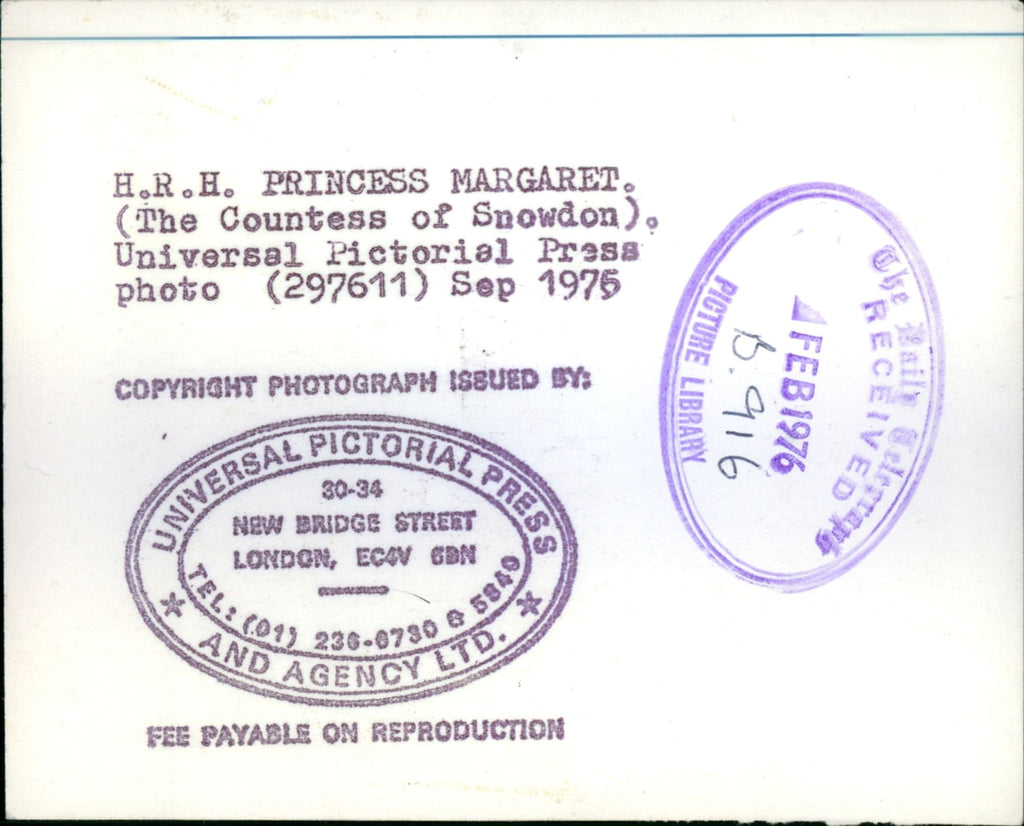 H.R.H. PRINCESS MARGARET.
(The Countess of Snowdon).
Universal Pictorial Press
photo (297611) Sep 1975
COPYRIGHT PHOTOGRAPH ISSUED BY:
UNIVERSAL PICTORIAL PRESS
30-34
NEW BRIDGE STREET
LONDON, EC4V 6BN
TEL: (01) 236-6730 & 5840
AND AGENCY LTD.
FEE PAYABLE ON REPRODUCTION
The Daily Telegraph
RECEIVED
FEB 1976
B. 916
PICTURE LIBRARY